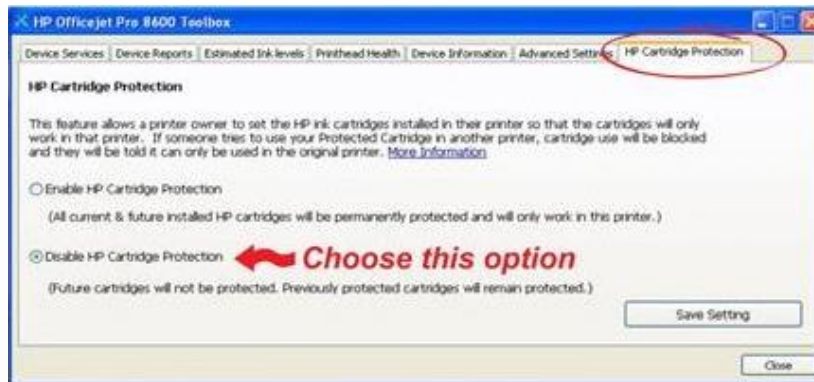 HP Officejet Pro 8600 Toolbox
Device Services Device Reports Estimated Ink levels Printhead Health Device Information Advanced Settings HP Cartridge Protection
HP Cartridge Protection
This feature allows a printer owner to set the HP ink cartridges installed in their printer so that the cartridges will only
work in that printer. If someone tries to use your Protected Cartridge in another printer, cartridge use will be blocked
and they will be told it can only be used in the original printer. More Information
Enable HP Cartridge Protection
(All current & future installed HP cartridges will be permanently protected and will only work in this printer.)
Disable HP Cartridge Protection Choose this option
(Future cartridges will not be protected. Previously protected cartridges will remain protected.)
Save Setting
Close